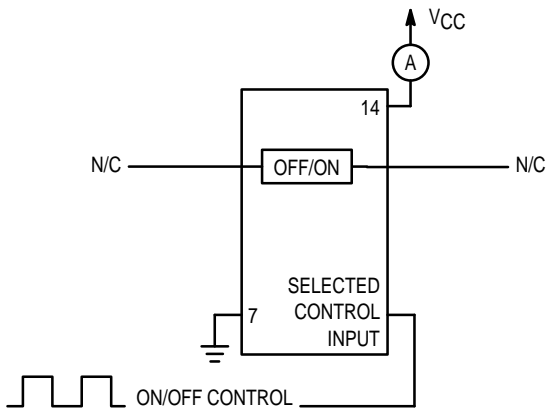 VCC
A
14
N/C
OFF/ON
N/C
SELECTED
7
CONTROL
INPUT
ON/OFF CONTROL